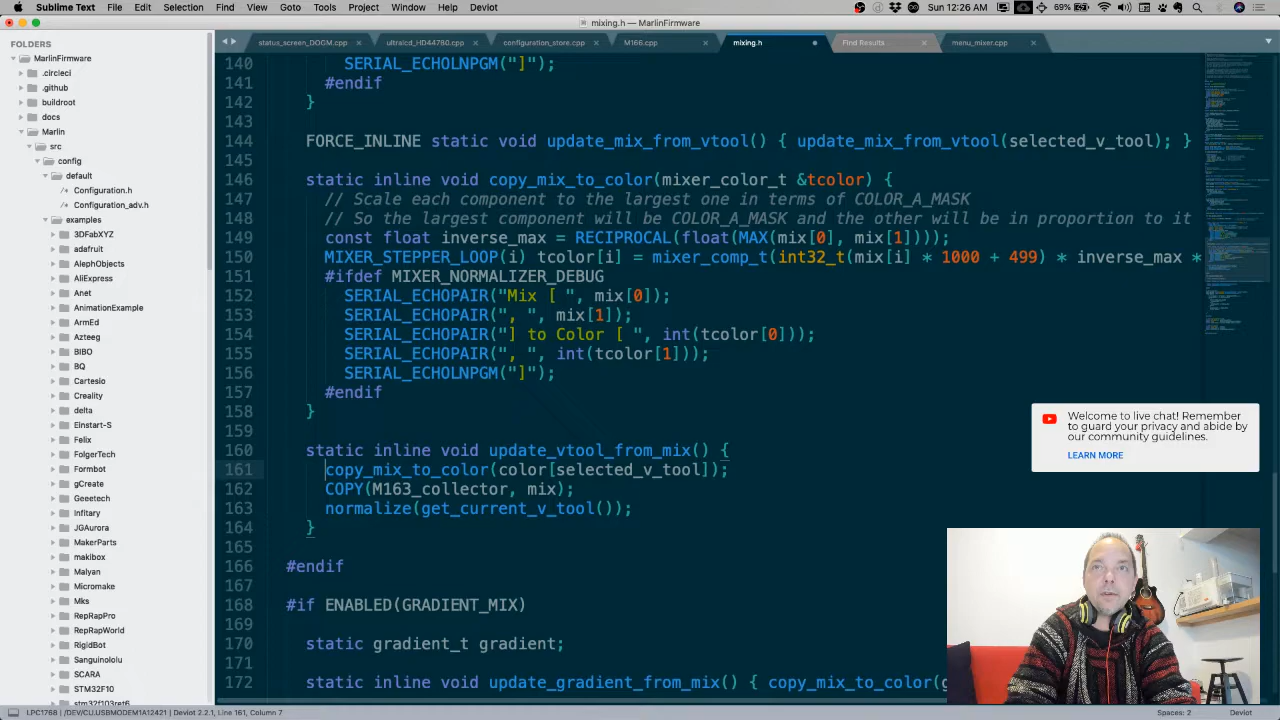 Sublime Text File Edit Selection Find View Goto Tools Project Window Help Deviot 69% Sun 12:26 AM
mixing.h — MarlinFirmware
FOLDERS
MarlinFirmware
.circleci
.github
buildroot
docs
Marlin
src
config
default
Configuration.h
Configuration_adv.h
examples
3DFabXYZ
adafruit
AlephObjects
AliExpress
Anet
AnimationExample
ArmEd
Azteeg
BIBO
BQ
Cartesio
Creality
delta
Einstart-S
Felix
FolgerTech
Formbot
gCreate
Geeetech
Infitary
JGAurora
MakerParts
makibox
Malyan
Micromake
Mks
RepRapPro
RepRapWorld
RigidBot
Sanguinololu
SCARA
STM32F10
stm32f103ret6
status_screen_DOGM.cpp ultralcd_HD44780.cpp configuration_store.cpp M166.cpp mixing.h Find Results menu_mixer.cpp
140 SERIAL_ECHOLNPGM("]");
141 #endif
142 }
143
144 FORCE_INLINE static void update_mix_from_vtool() { update_mix_from_vtool(selected_v_tool); }
145
146 static inline void copy_mix_to_color(mixer_color_t &tcolor) {
147 // Scale each component to the largest one in terms of COLOR_A_MASK
148 // So the largest component will be COLOR_A_MASK and the other will be in proportion to it
149 const float inverse_max = RECIPROCAL(float(MAX(mix[0], mix[1])));
150 MIXER_STEPPER_LOOP(i) tcolor[i] = mixer_comp_t(int32_t(mix[i] * 1000 + 499) * inverse_max *
151 #ifdef MIXER_NORMALIZER_DEBUG
152 SERIAL_ECHOPAIR("Mix [ ", mix[0]);
153 SERIAL_ECHOPAIR(", ", mix[1]);
154 SERIAL_ECHOPAIR("] to Color [ ", int(tcolor[0]));
155 SERIAL_ECHOPAIR(", ", int(tcolor[1]));
156 SERIAL_ECHOLNPGM("]");
157 #endif
158 }
159
160 static inline void update_vtool_from_mix() {
161 copy_mix_to_color(color[selected_v_tool]);
162 COPY(M163_collector, mix);
163 normalize(get_current_v_tool());
164 }
165
166 #endif
167
168 #if ENABLED(GRADIENT_MIX)
169
170 static gradient_t gradient;
171
172 static inline void update_gradient_from_mix() { copy_mix_to_color(g
Welcome to live chat! Remember
to guard your privacy and abide by
our community guidelines.
LEARN MORE
LPC1768 | /DEV/CU.USBMODEM1A12421 | Deviot 2.2.1, Line 161, Column 7 Spaces: 2 Deviot